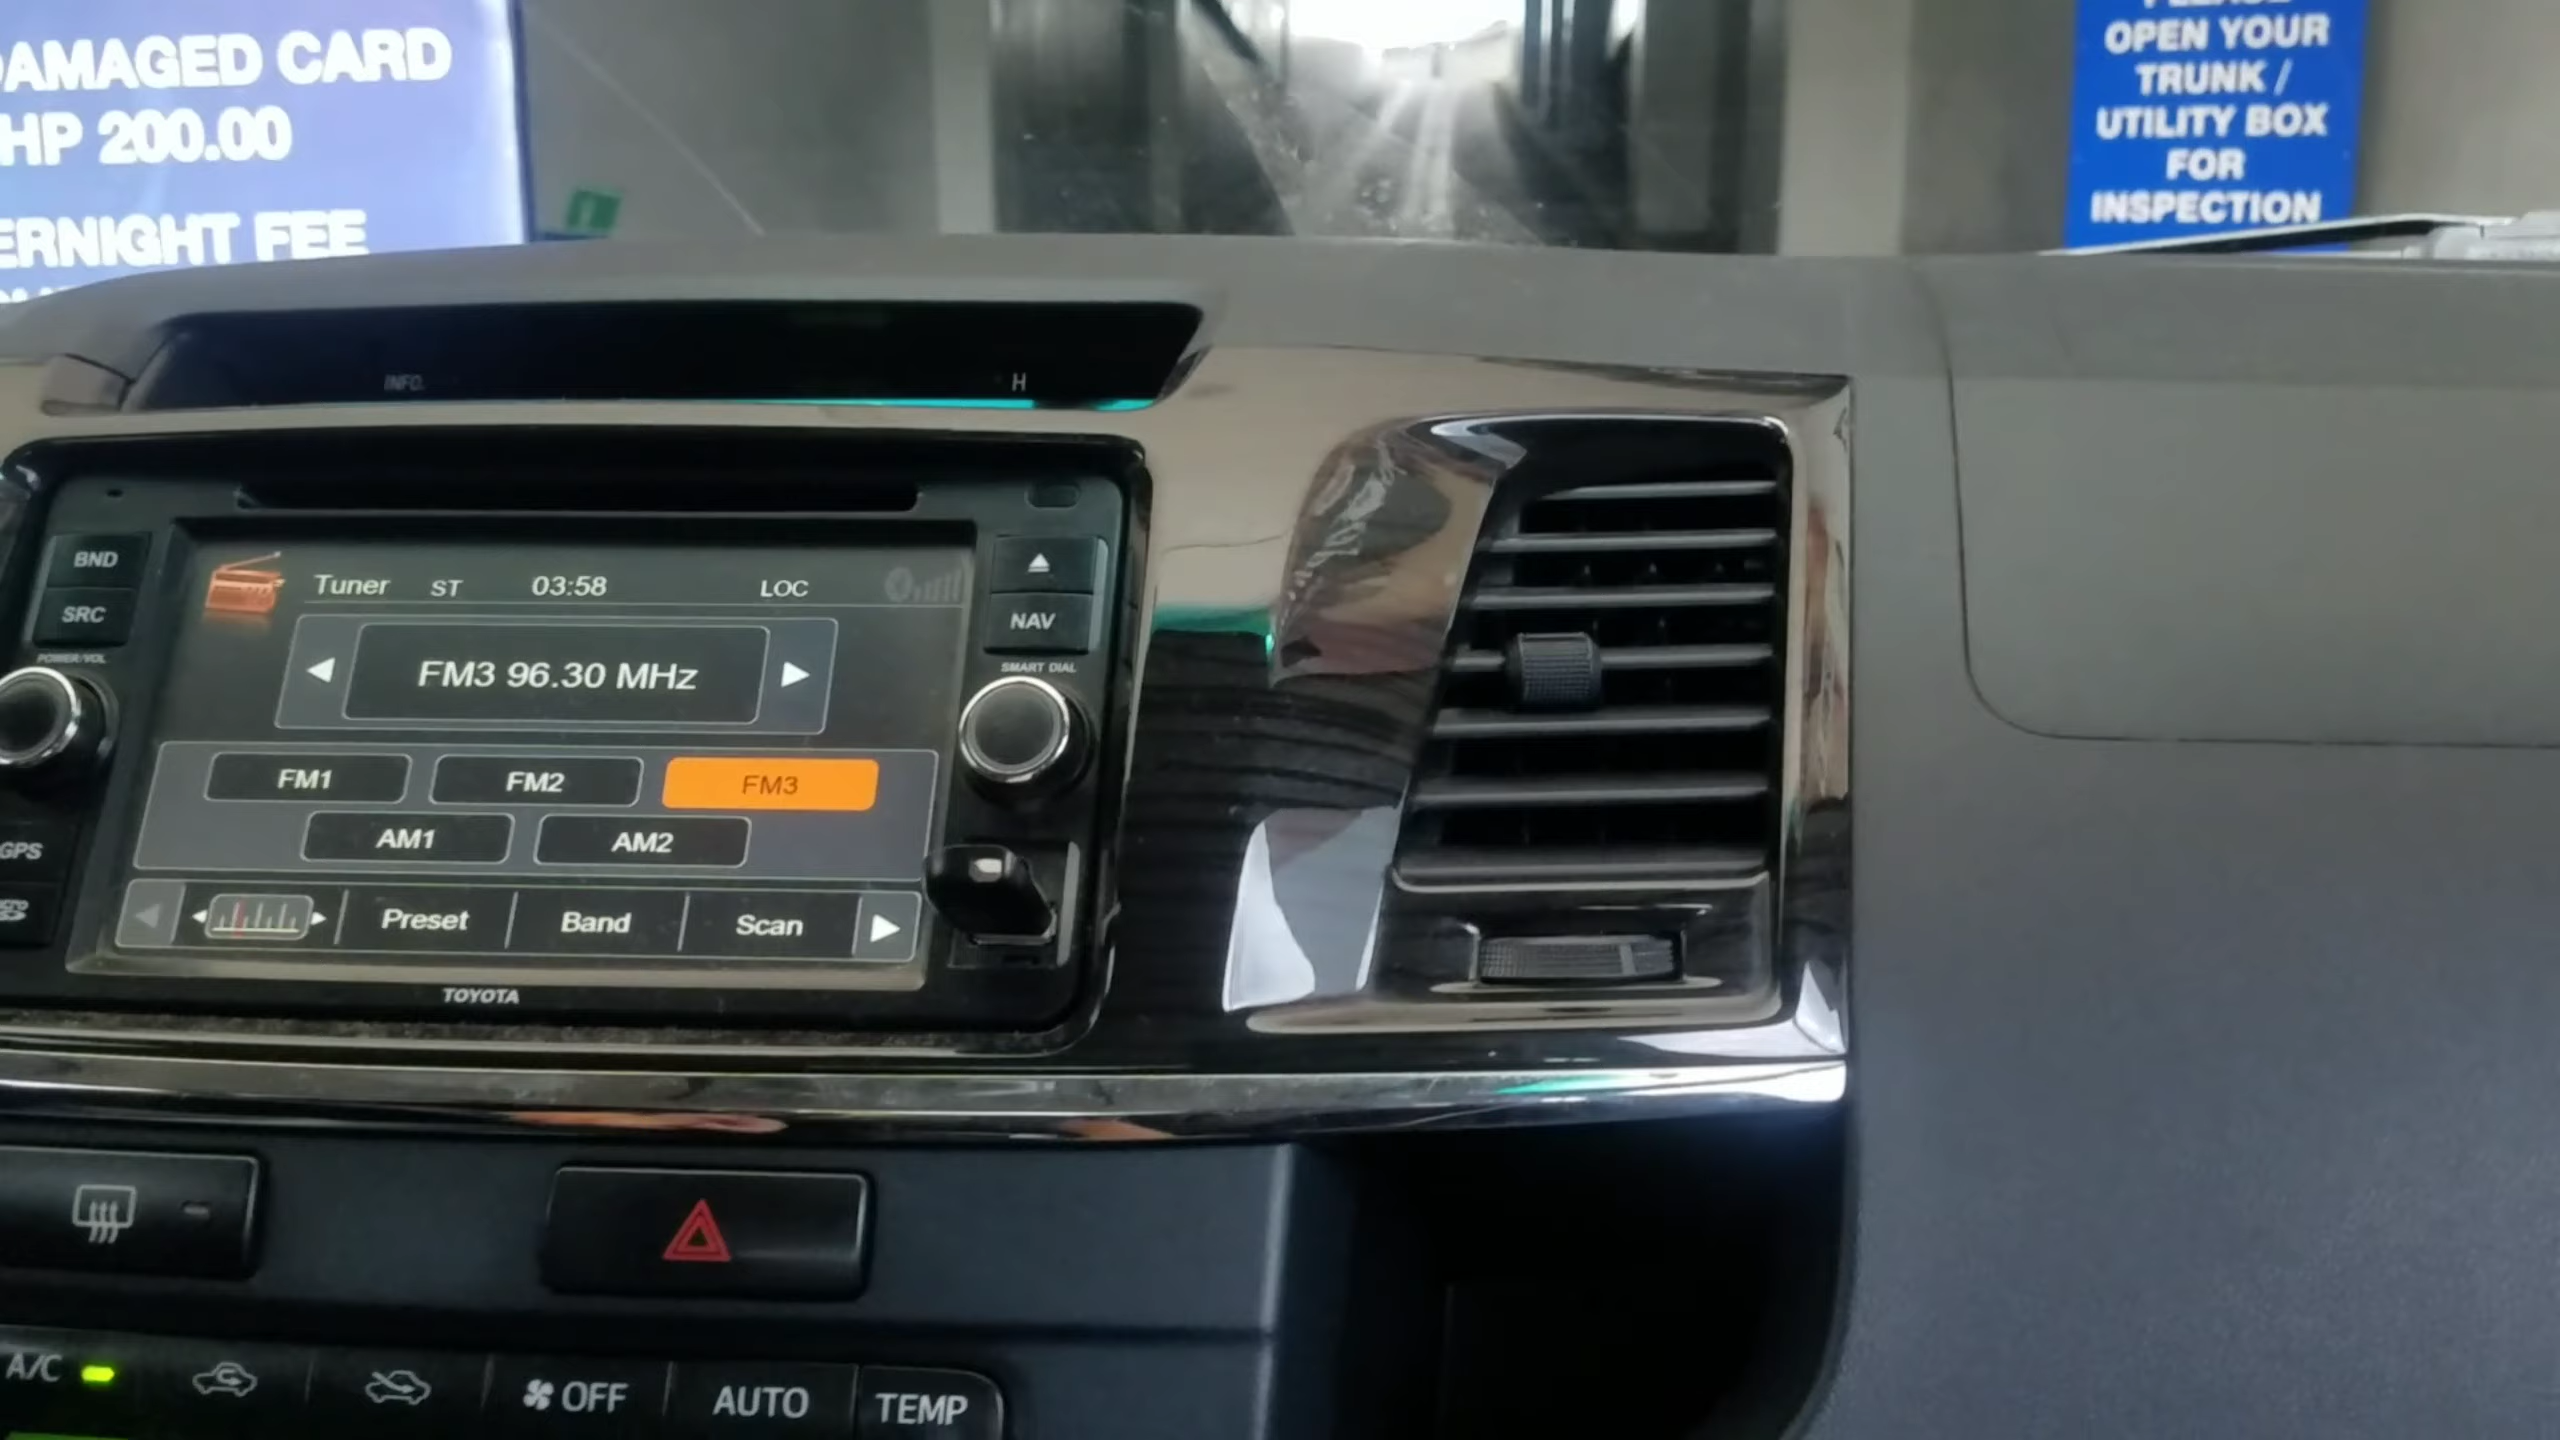 DAMAGED CARD
HP 200.00
ERNIGHT FEE
PLEASE
OPEN YOUR
TRUNK /
UTILITY BOX
FOR
INSPECTION
INFO.
H
BND
SRC
POWER/VOL
GPS
Tuner ST 03:58 LOC
FM3 96.30 MHz
FM1 FM2 FM3
AM1 AM2
Preset Band Scan
TOYOTA
NAV
SMART DIAL
A/C OFF AUTO TEMP